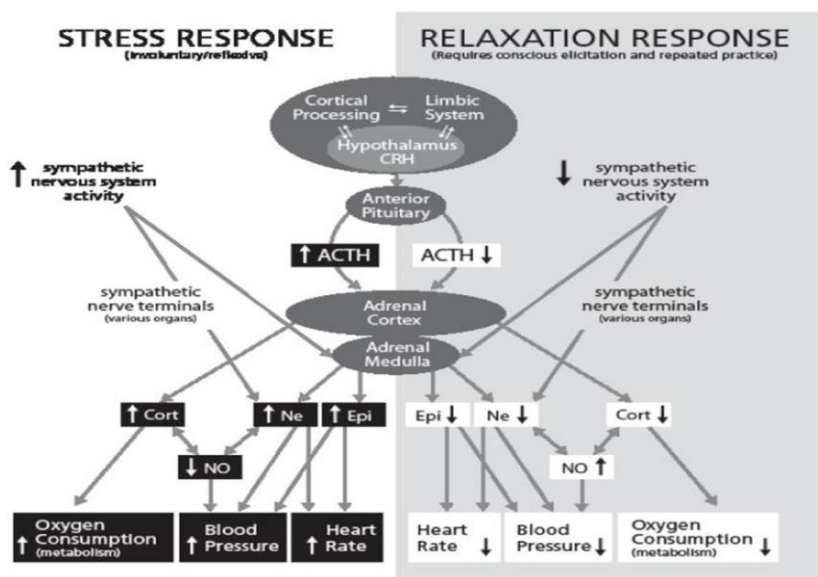 STRESS RESPONSE
(involuntary/reflexive)
RELAXATION RESPONSE
(Requires conscious elicitation and repeated practice)
Cortical
Processing
Limbic
System
Hypothalamus
CRH
↑ sympathetic
nervous system
activity
↓ sympathetic
nervous system
activity
Anterior
Pituitary
↑ ACTH
ACTH ↓
sympathetic
nerve terminals
(various organs)
Adrenal
Cortex
sympathetic
nerve terminals
(various organs)
Adrenal
Medulla
↑ Cort
↑ Ne
↑ Epi
Epi ↓
Ne ↓
Cort ↓
↓ NO
NO ↑
↑ Oxygen
Consumption
(metabolism)
↑ Blood
Pressure
↑ Heart
Rate
Heart
Rate ↓
Blood
Pressure ↓
Oxygen
Consumption
(metabolism) ↓